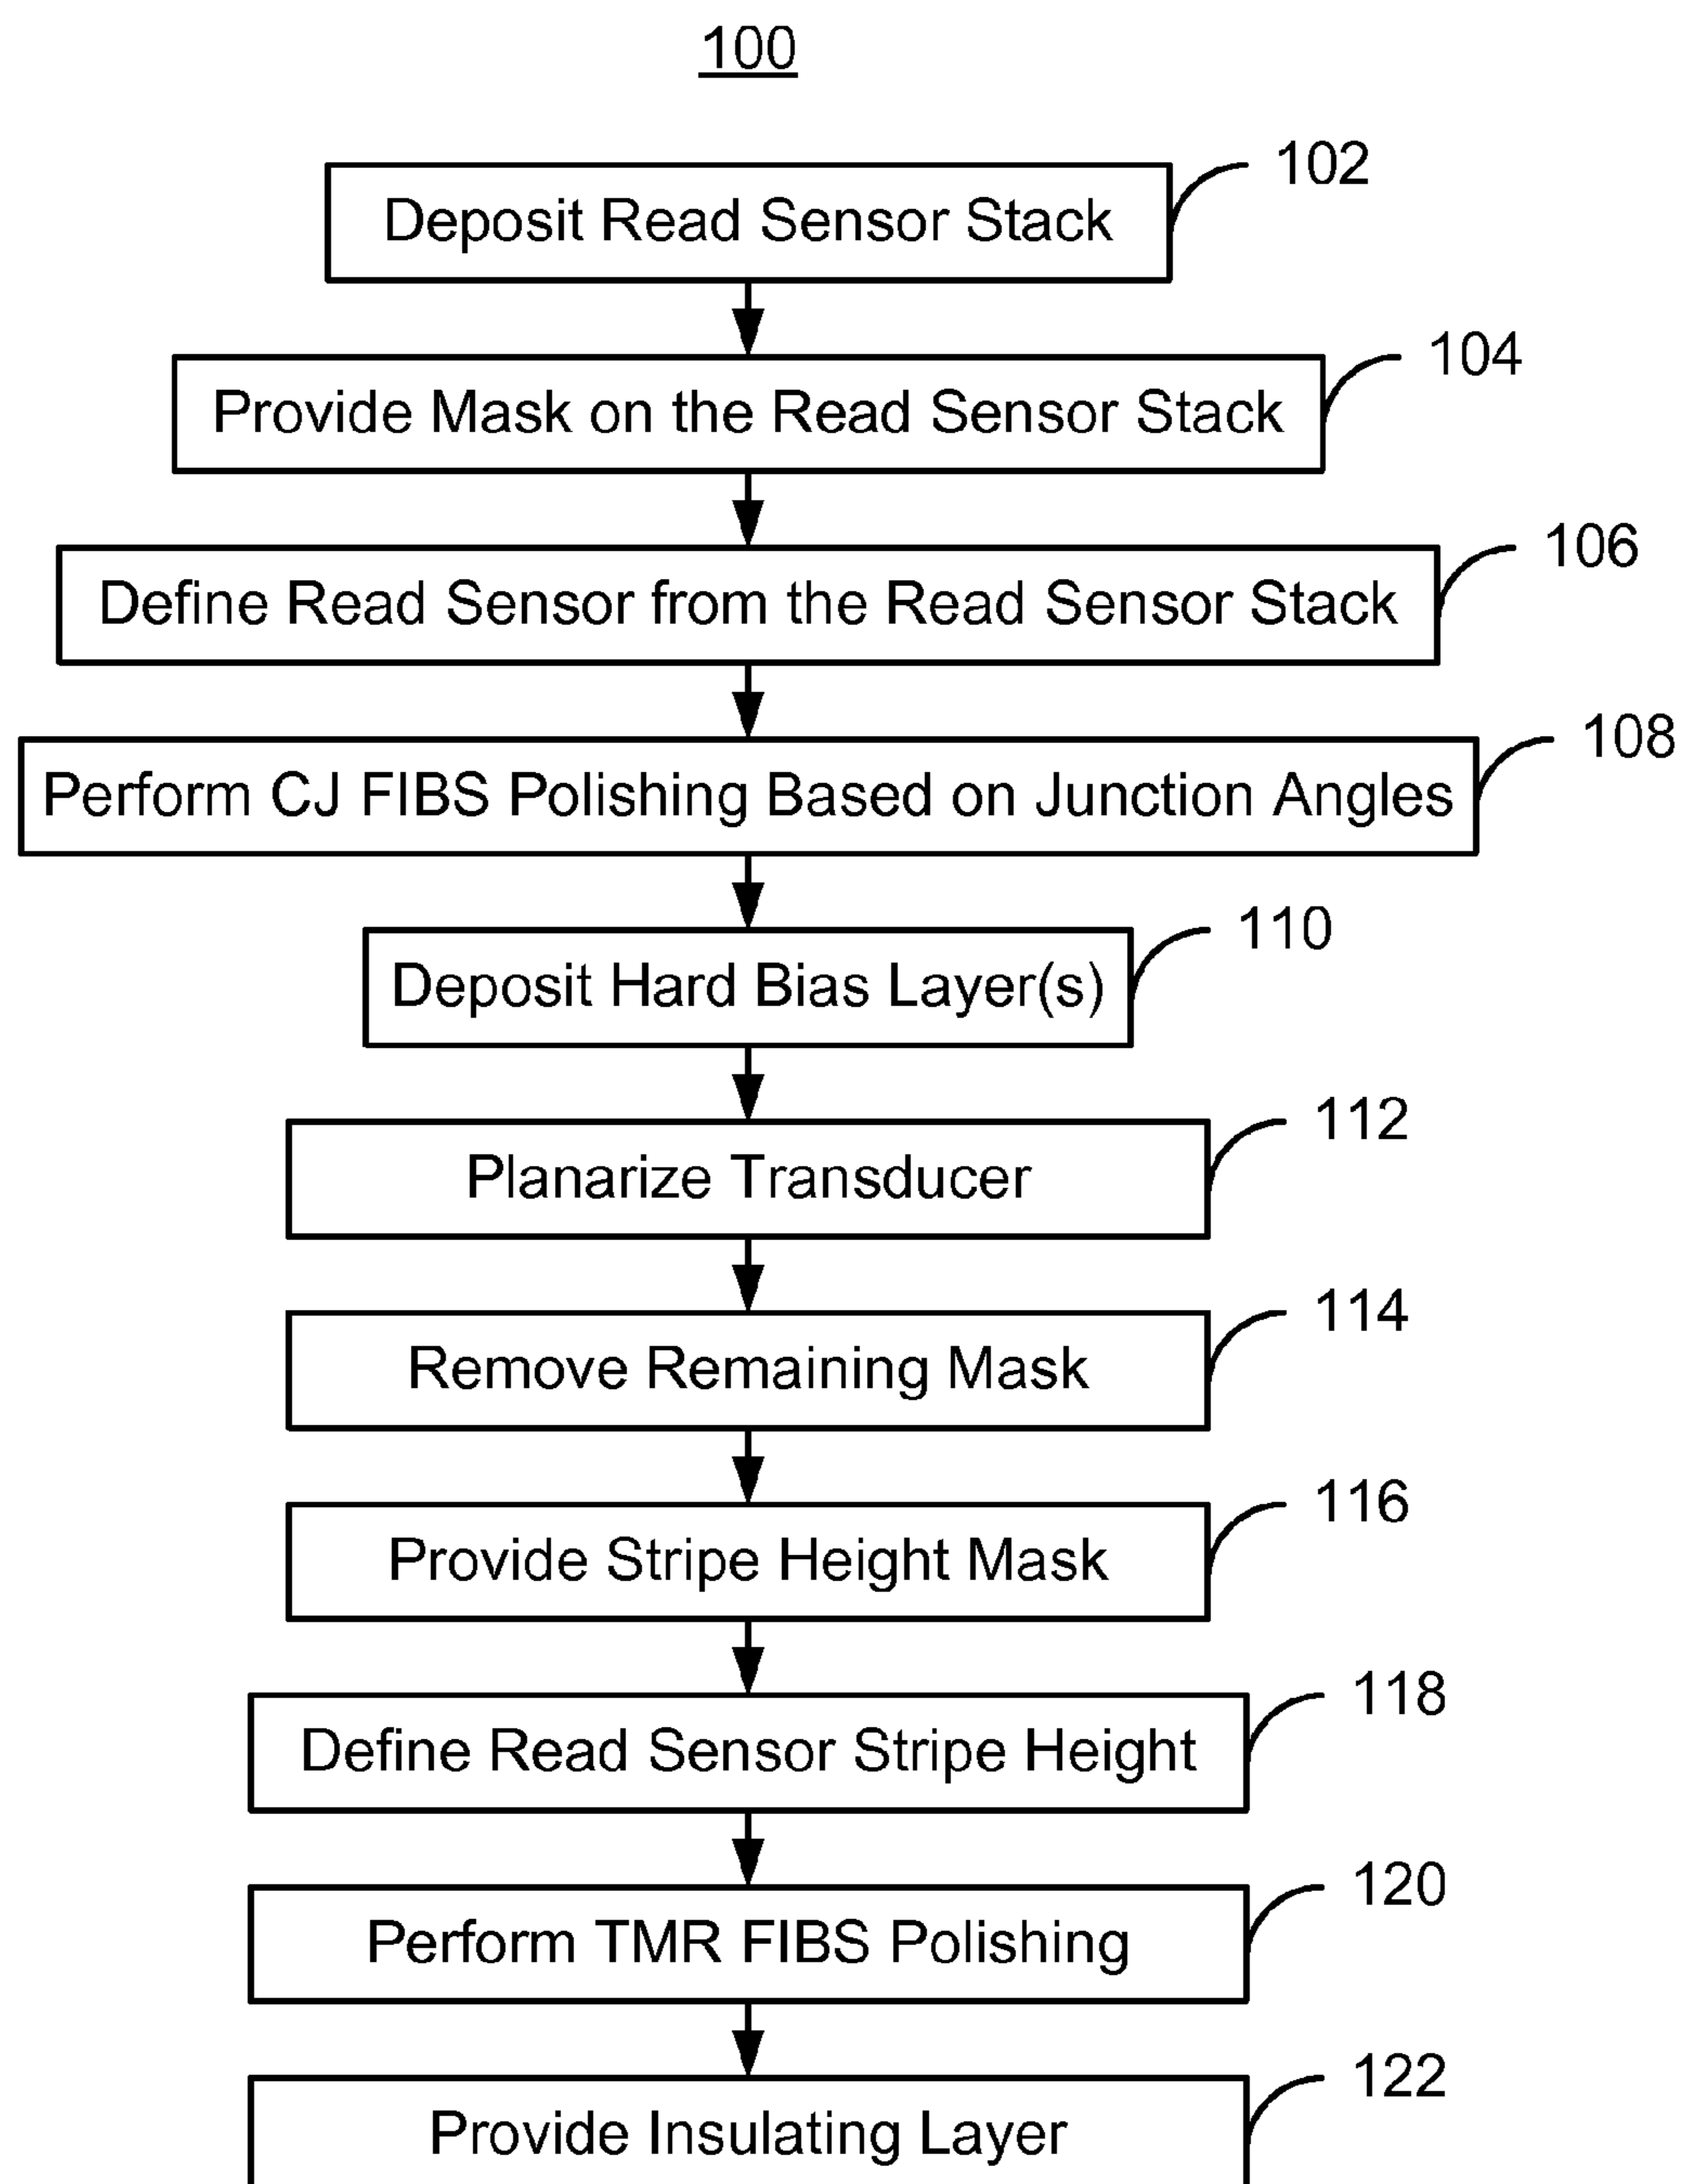 100
102
Deposit Read Sensor Stack
104
Provide Mask on the Read Sensor Stack
106
Define Read Sensor from the Read Sensor Stack
108
Perform CJ FIBS Polishing Based on Junction Angles
110
Deposit Hard Bias Layer(s)
112
Planarize Transducer
114
Remove Remaining Mask
116
Provide Stripe Height Mask
118
Define Read Sensor Stripe Height
120
Perform TMR FIBS Polishing
122
Provide Insulating Layer